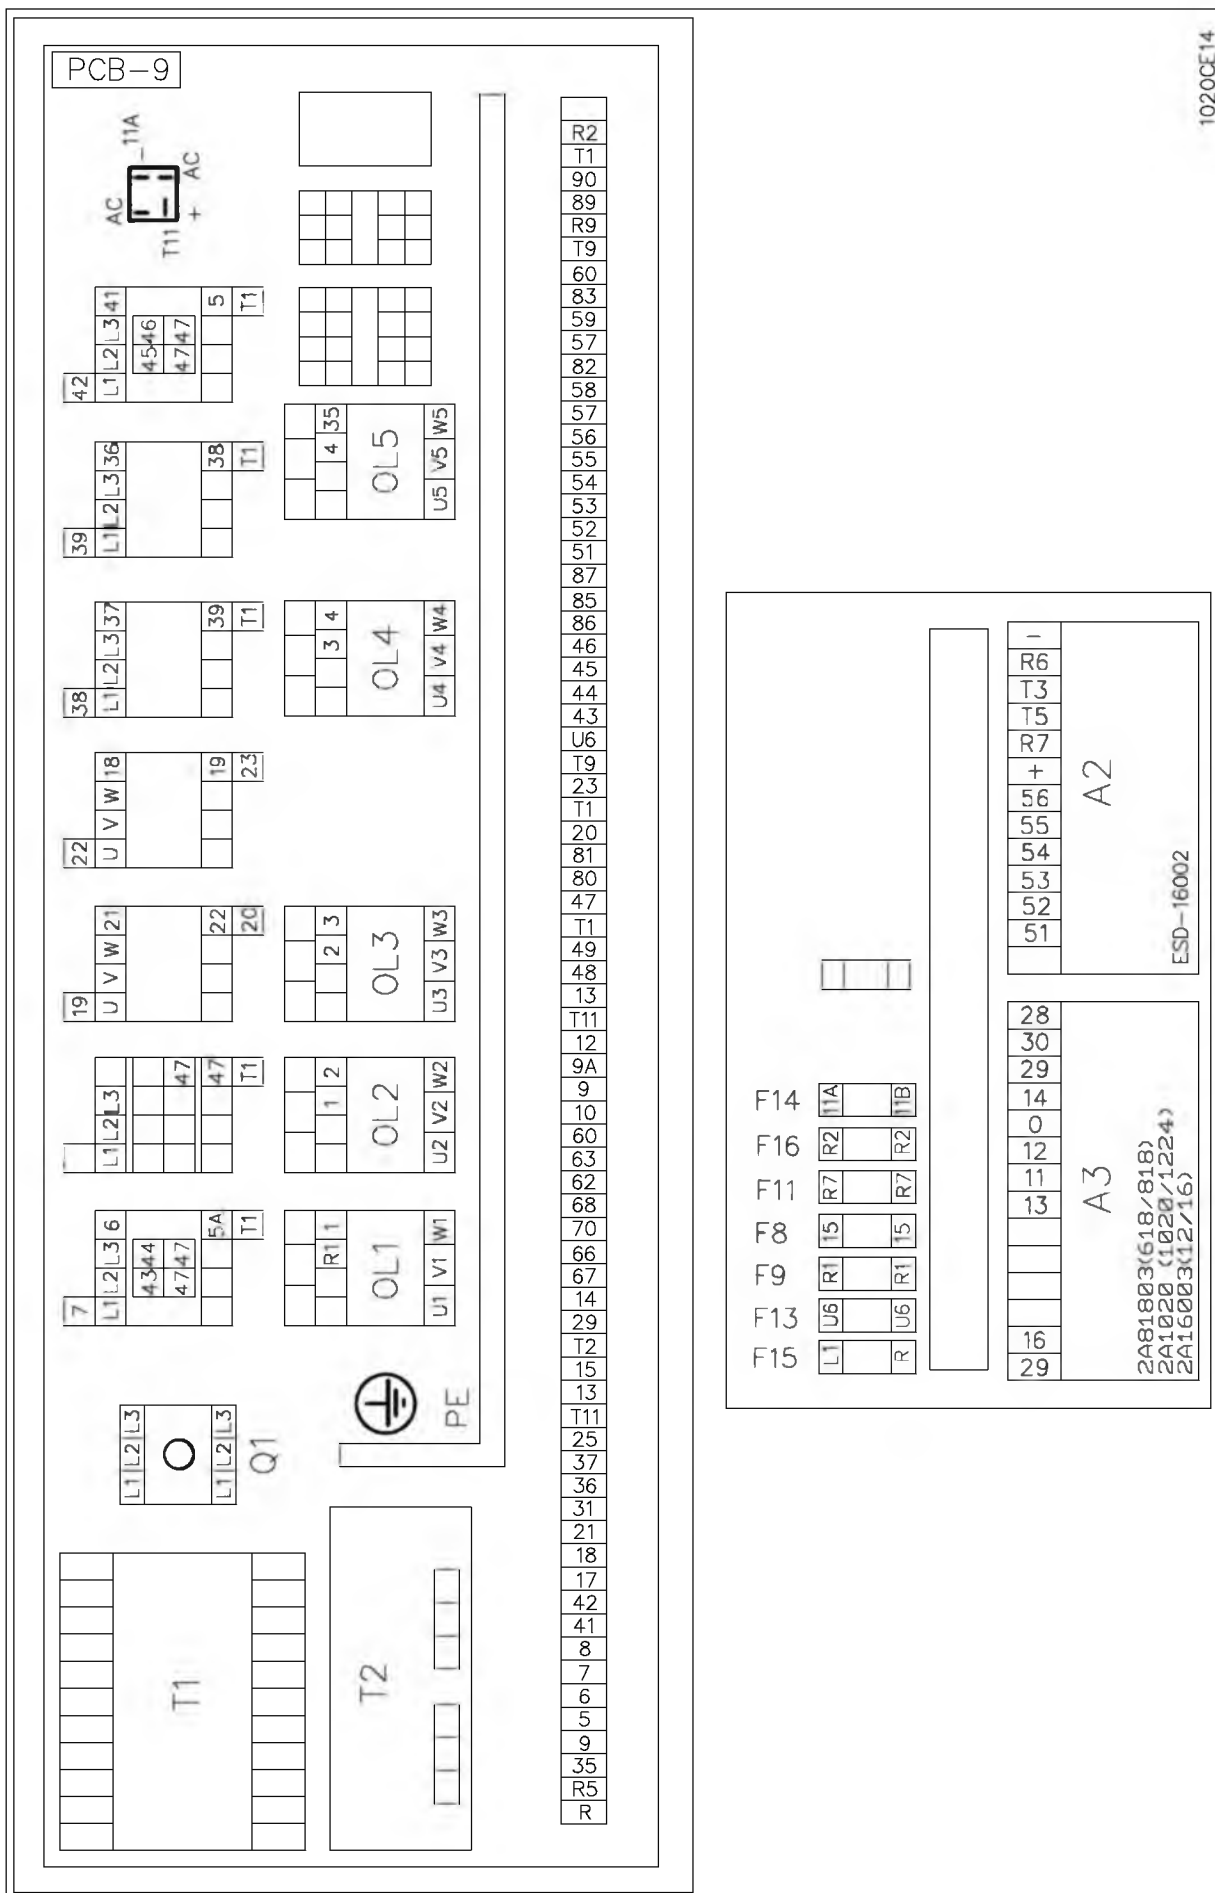 PCB-9
1020CE14
AC
-11A
AC
T11
+
42
L1 L2 L3 41
45 46
47 47
5
T1
39
L1 L2 L3 36
38
T1
38
L1 L2 L3 37
39
T1
22
U V W 18
19
23
19
U V W 21
22
20
L1 L2 L3
47
47
T1
7
L1 L2 L3 6
43 44
47 47
5A
T1
4 35
OL5
U5 V5 W5
3 4
OL4
U4 V4 W4
2 3
OL3
U3 V3 W3
1 2
OL2
U2 V2 W2
R1 1
OL1
U1 V1 W1
L1 L2 L3
L1 L2 L3
Q1
PE
T1
T2
R2
T1
90
89
R9
T9
60
83
59
57
82
58
57
56
55
54
53
52
51
87
85
86
46
45
44
43
U6
T9
23
T1
20
81
80
47
T1
49
48
13
T11
12
9A
9
10
60
63
62
68
70
66
67
14
29
T2
15
13
T11
25
37
36
31
21
18
17
42
41
8
7
6
5
9
35
R5
R
F14 11A 11B
F16 R2 R2
F11 R7 R7
F8 15 15
F9 R1 R1
F13 U6 U6
F15 L1 R
-
R6
T3
T5
R7
+
56
55
54
53
52
51
A2
ESD-16002
28
30
29
14
0
12
11
13
16
29
A3
2A81803(618/818)
2A1020 (1020/1224)
2A16003(12/16)